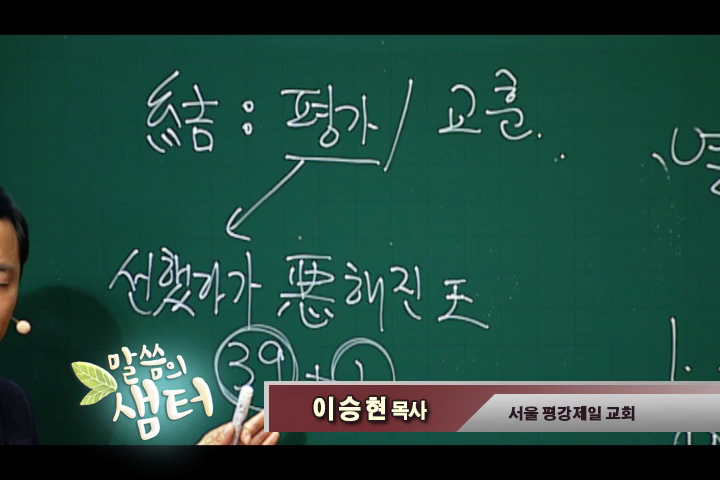 結 : 평가 / 교훈.
선했다가 惡해진 王
39 + 1
말씀의
샘터
이승현 목사
서울 평강제일 교회